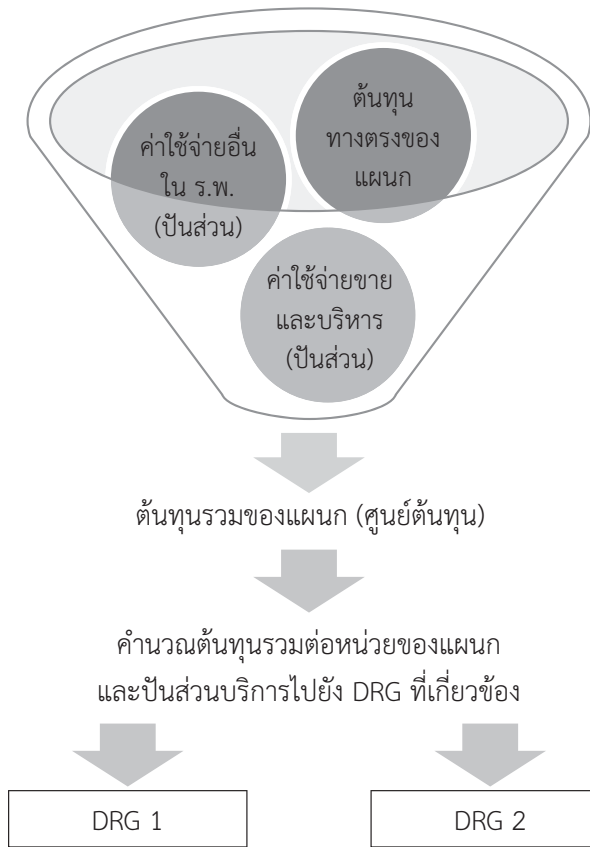 ค่าใช้จ่ายอื่น
ใน ร.พ.
(ปันส่วน)
ต้นทุน
ทางตรงของ
แผนก
ค่าใช้จ่ายขาย
และบริหาร
(ปันส่วน)
ต้นทุนรวมของแผนก (ศูนย์ต้นทุน)
คำนวณต้นทุนรวมต่อหน่วยของแผนก
และปันส่วนบริการไปยัง DRG ที่เกี่ยวข้อง
DRG 1
DRG 2